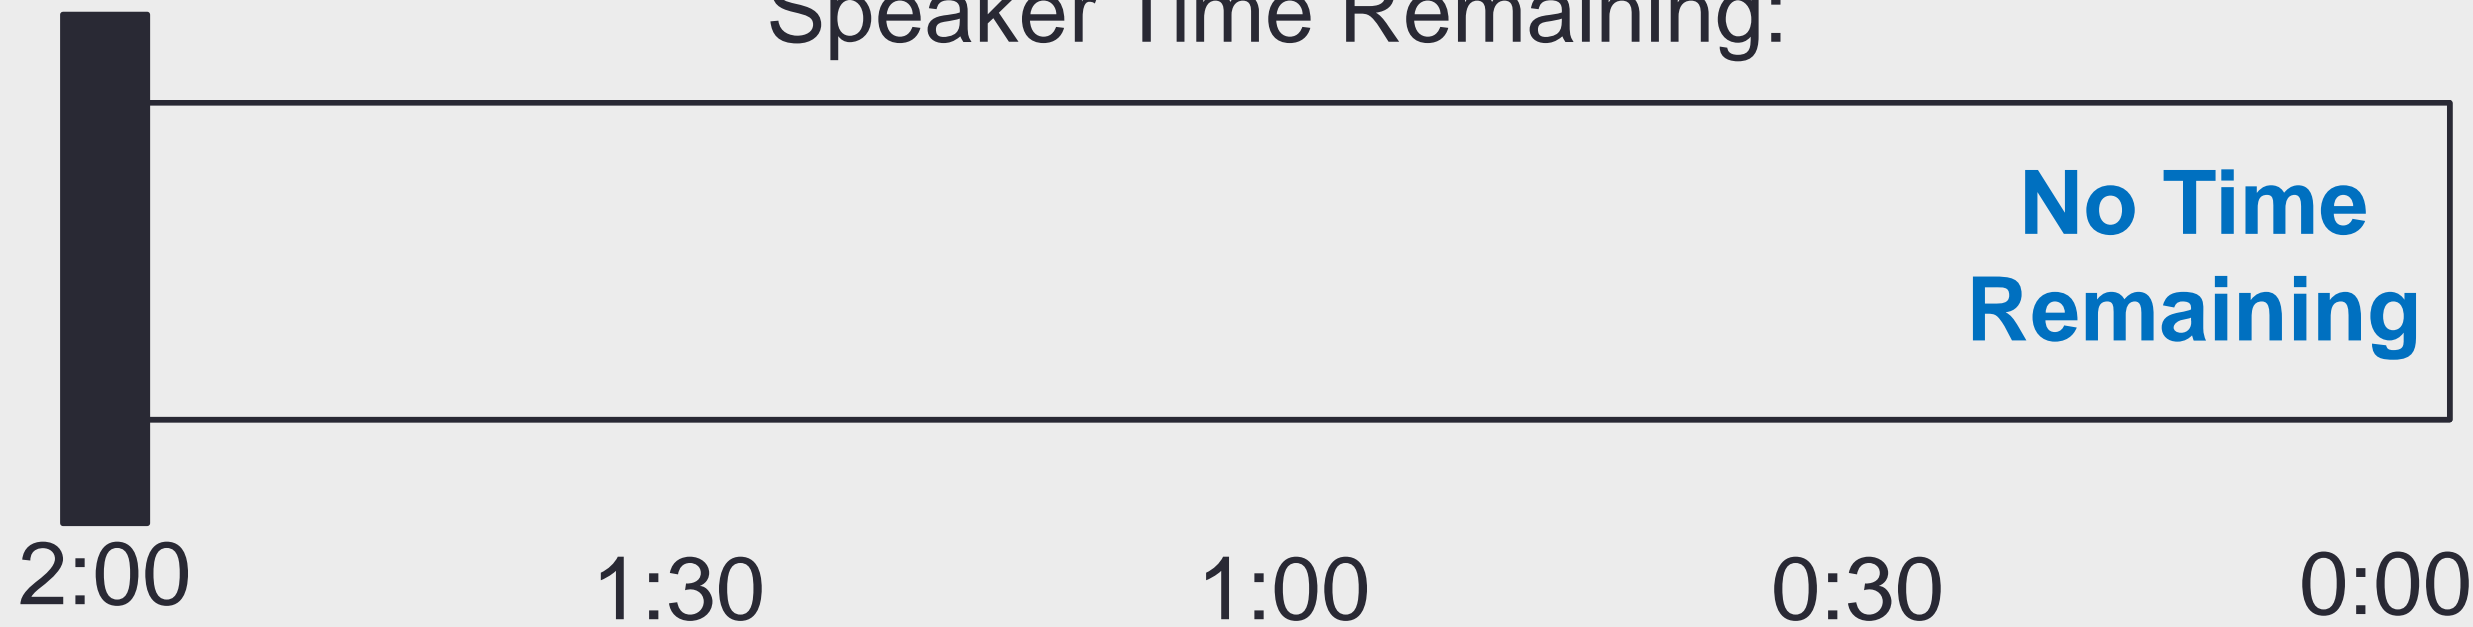 Speaker Time Remaining:
No Time
Remaining
2:00 1:30 1:00 0:30 0:00